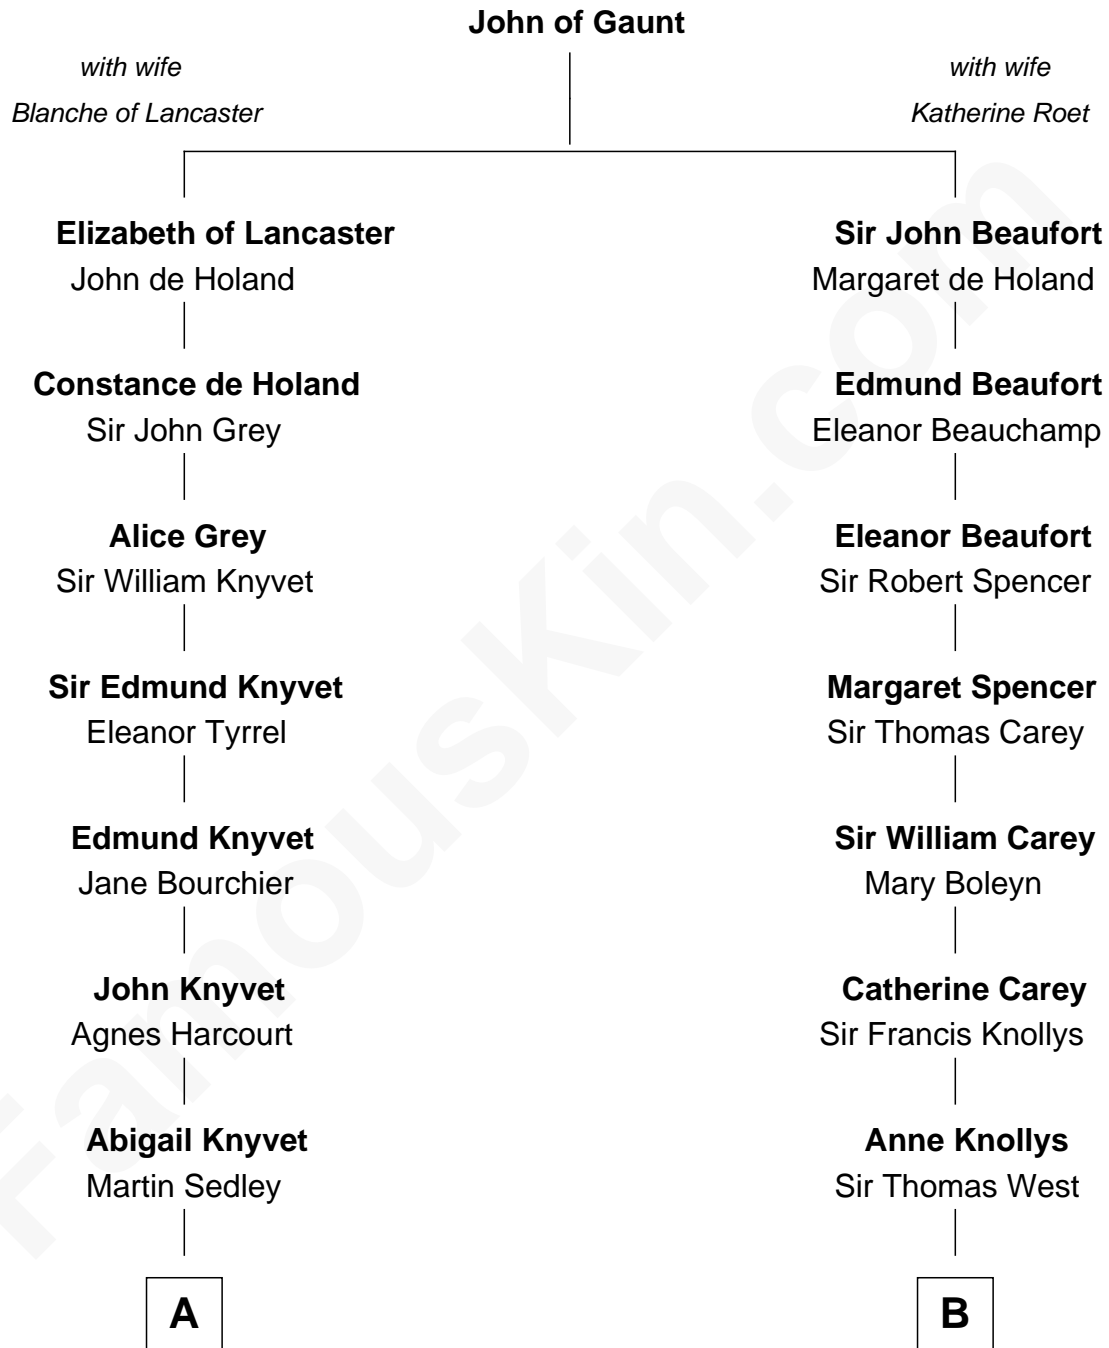 John of Gaunt
with wife
Blanche of Lancaster
with wife
Katherine Roet
Elizabeth of Lancaster
John de Holand
Sir John Beaufort
Margaret de Holand
Constance de Holand
Sir John Grey
Edmund Beaufort
Eleanor Beauchamp
Alice Grey
Sir William Knyvet
Eleanor Beaufort
Sir Robert Spencer
Sir Edmund Knyvet
Eleanor Tyrrel
Margaret Spencer
Sir Thomas Carey
Edmund Knyvet
Jane Bourchier
Sir William Carey
Mary Boleyn
John Knyvet
Agnes Harcourt
Catherine Carey
Sir Francis Knollys
Abigail Knyvet
Martin Sedley
Anne Knollys
Sir Thomas West
A
B
FamousKin.com